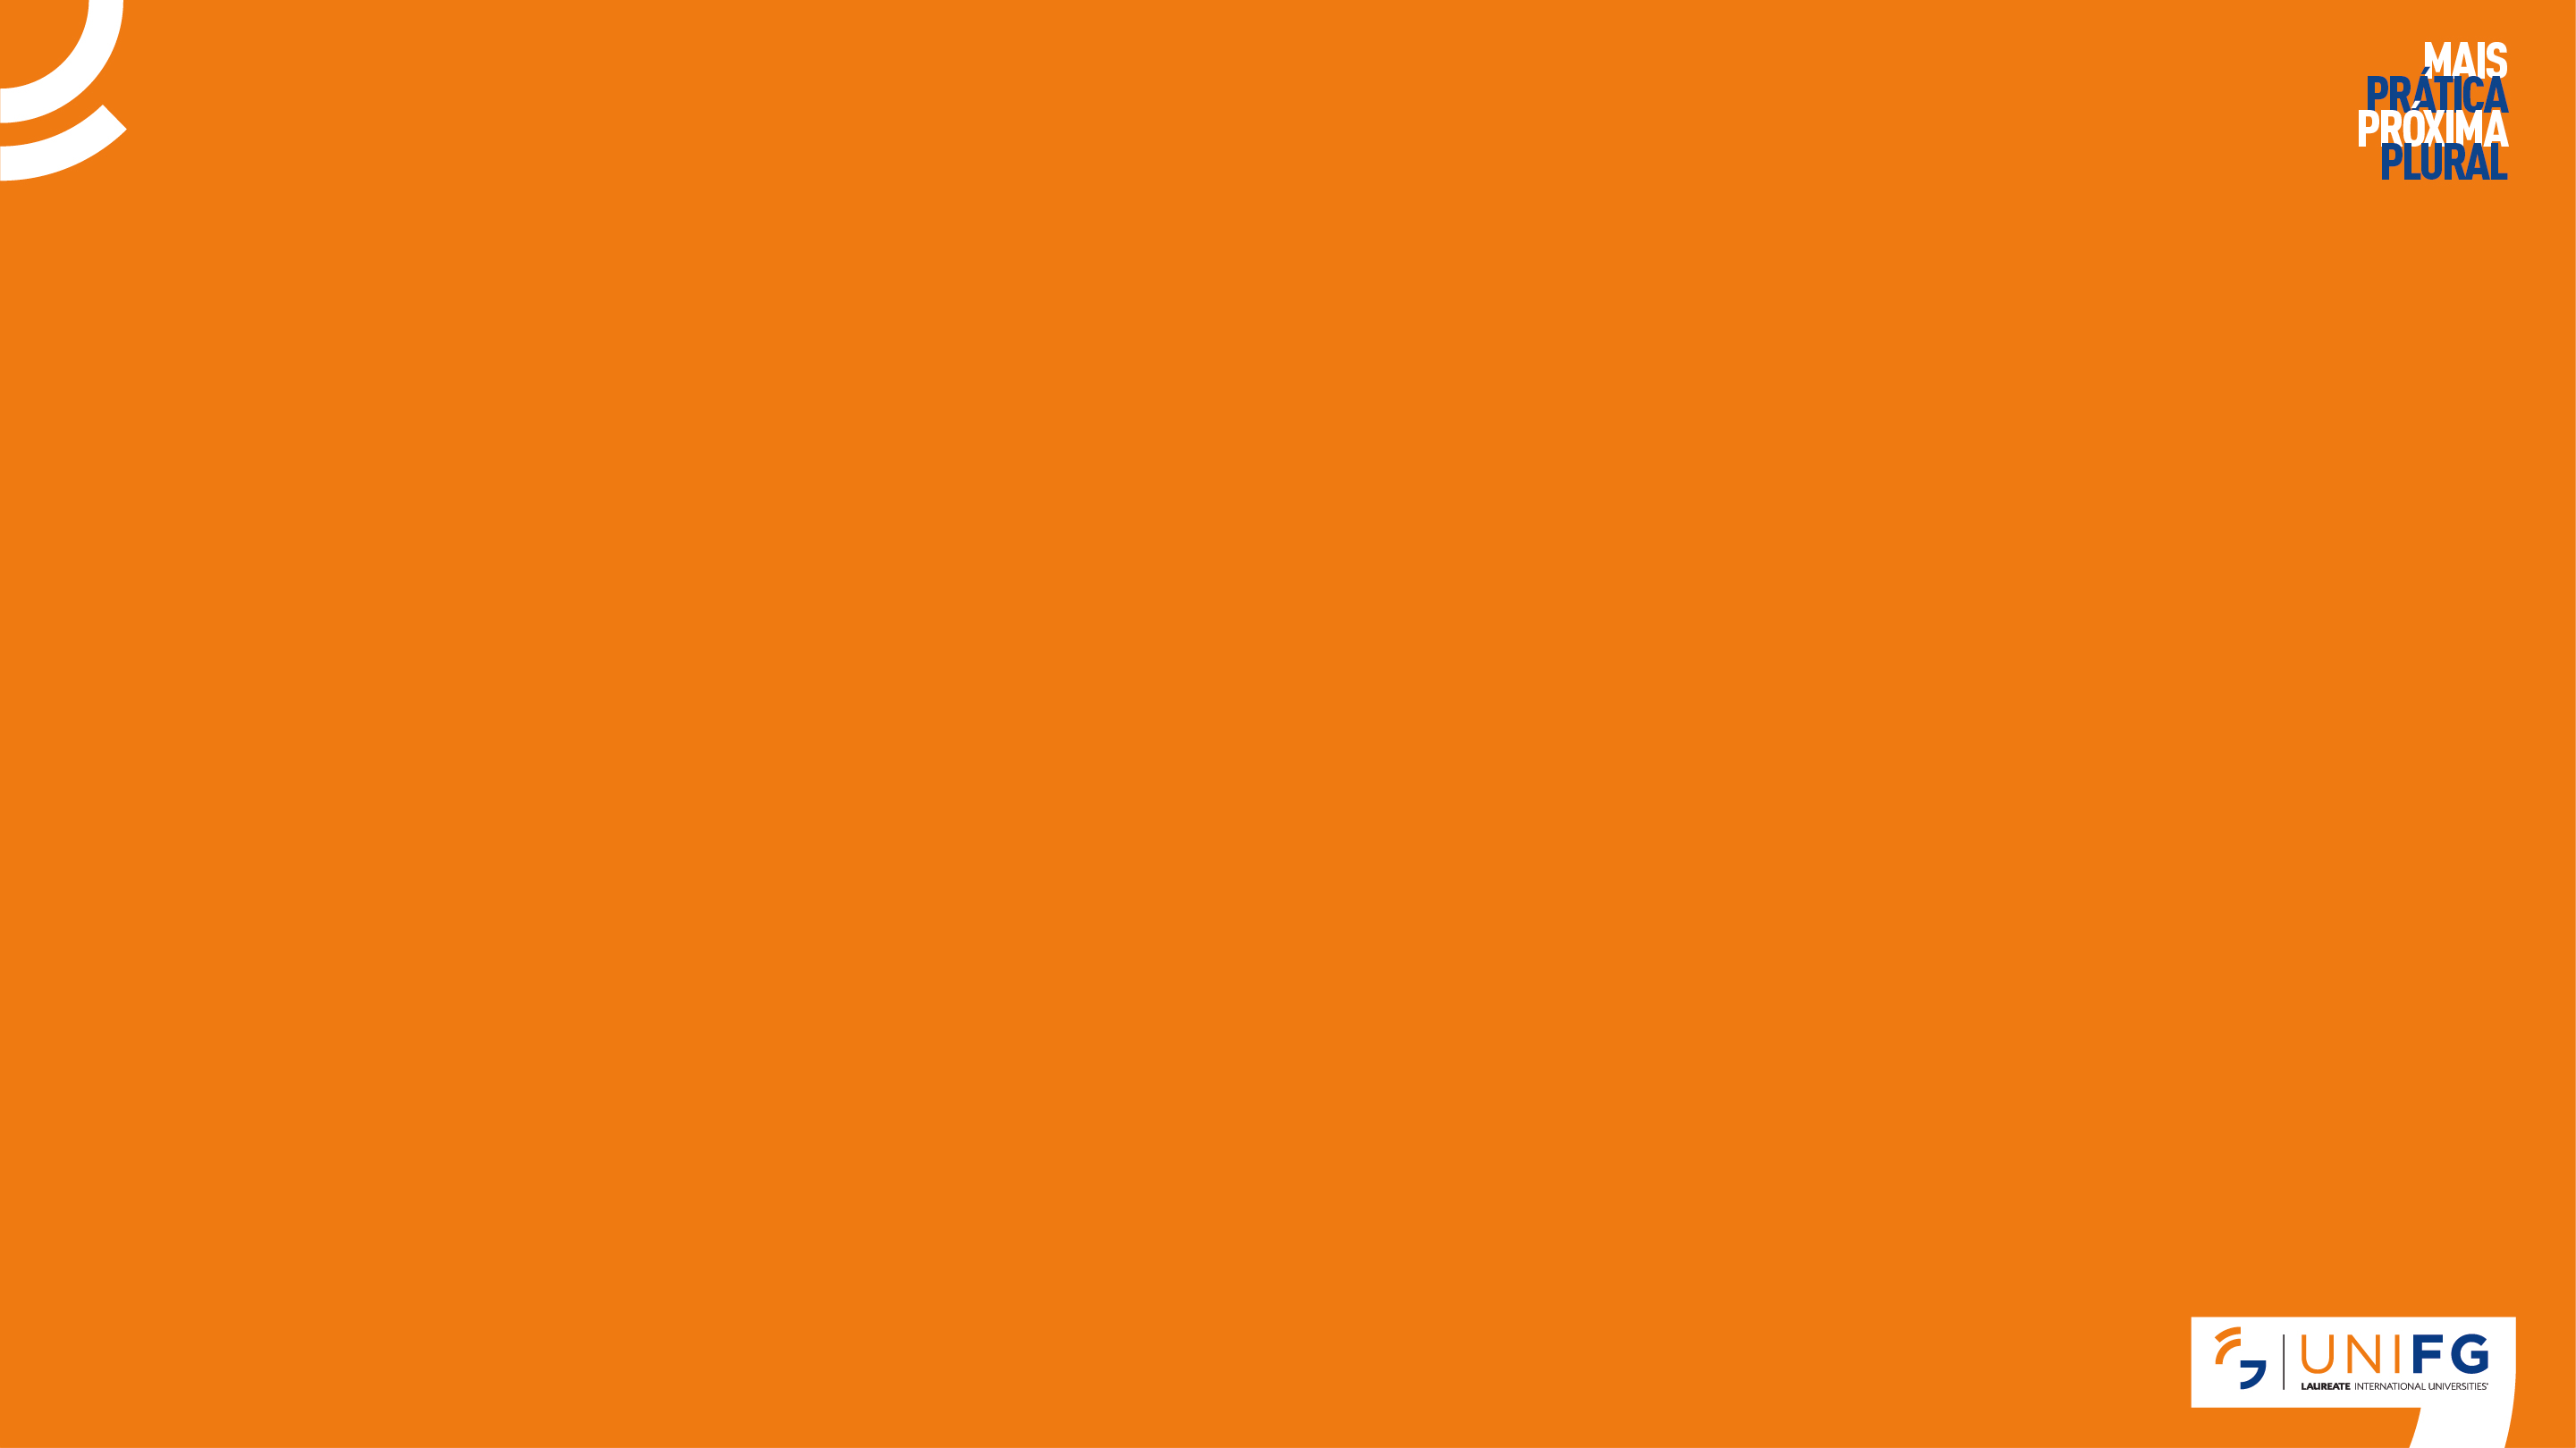 MAIS
PRÁTICA
PRÓXIMA
PLURAL
UNIFG
LAUREATE INTERNATIONAL UNIVERSITIES®